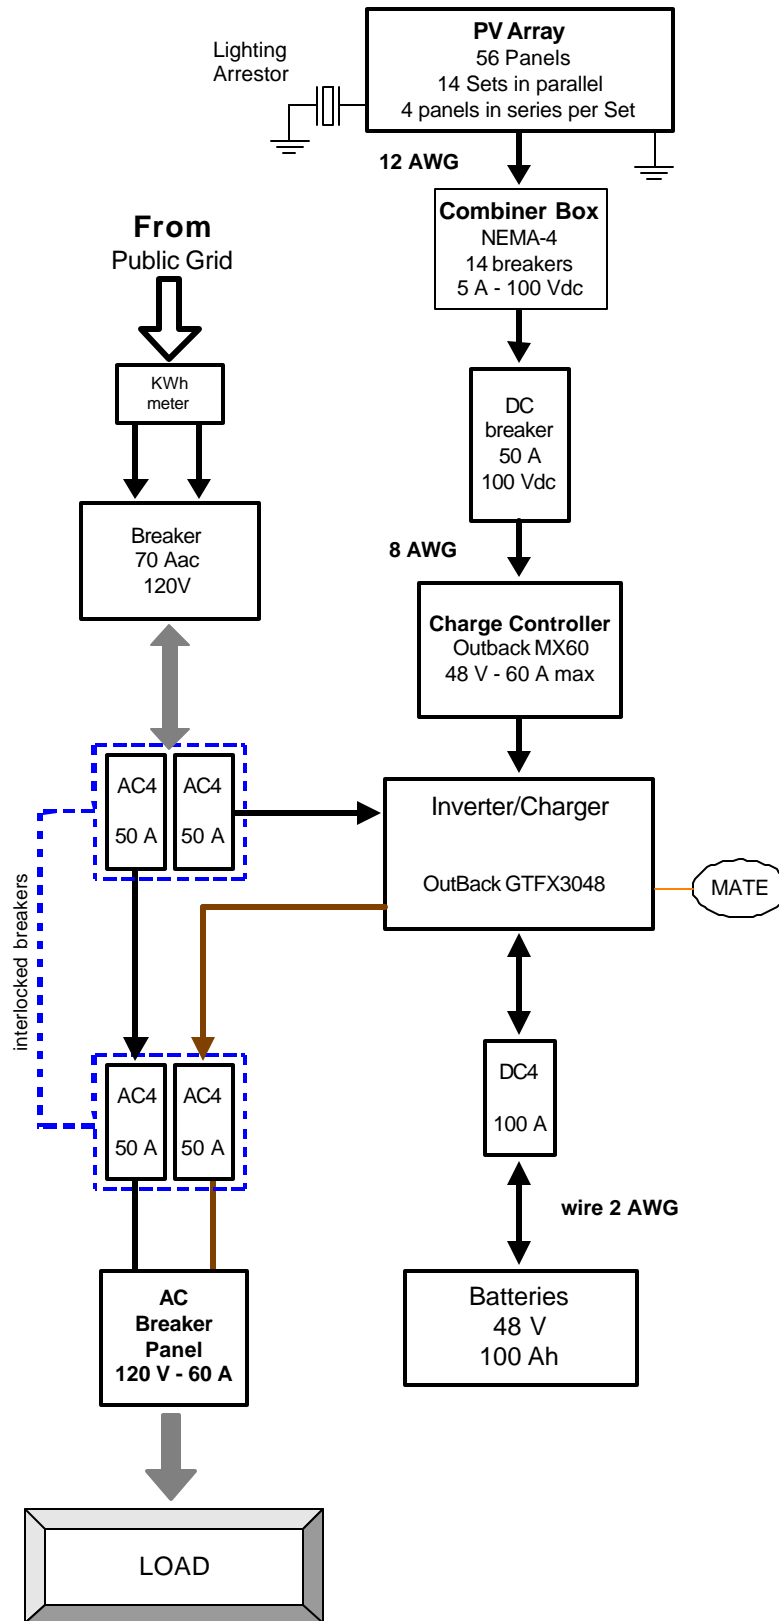 PV Array
56 Panels
14 Sets in parallel
4 panels in series per Set
Lighting
Arrestor
12 AWG
Combiner Box
NEMA-4
14 breakers
5 A - 100 Vdc
From
Public Grid
KWh
meter
DC
breaker
50 A
100 Vdc
Breaker
70 Aac
120V
8 AWG
Charge Controller
Outback MX60
48 V - 60 A max
AC4
50 A
AC4
50 A
Inverter/Charger
OutBack GTFX3048
MATE
interlocked breakers
AC4
50 A
AC4
50 A
DC4
100 A
wire 2 AWG
AC
Breaker
Panel
120 V - 60 A
Batteries
48 V
100 Ah
LOAD